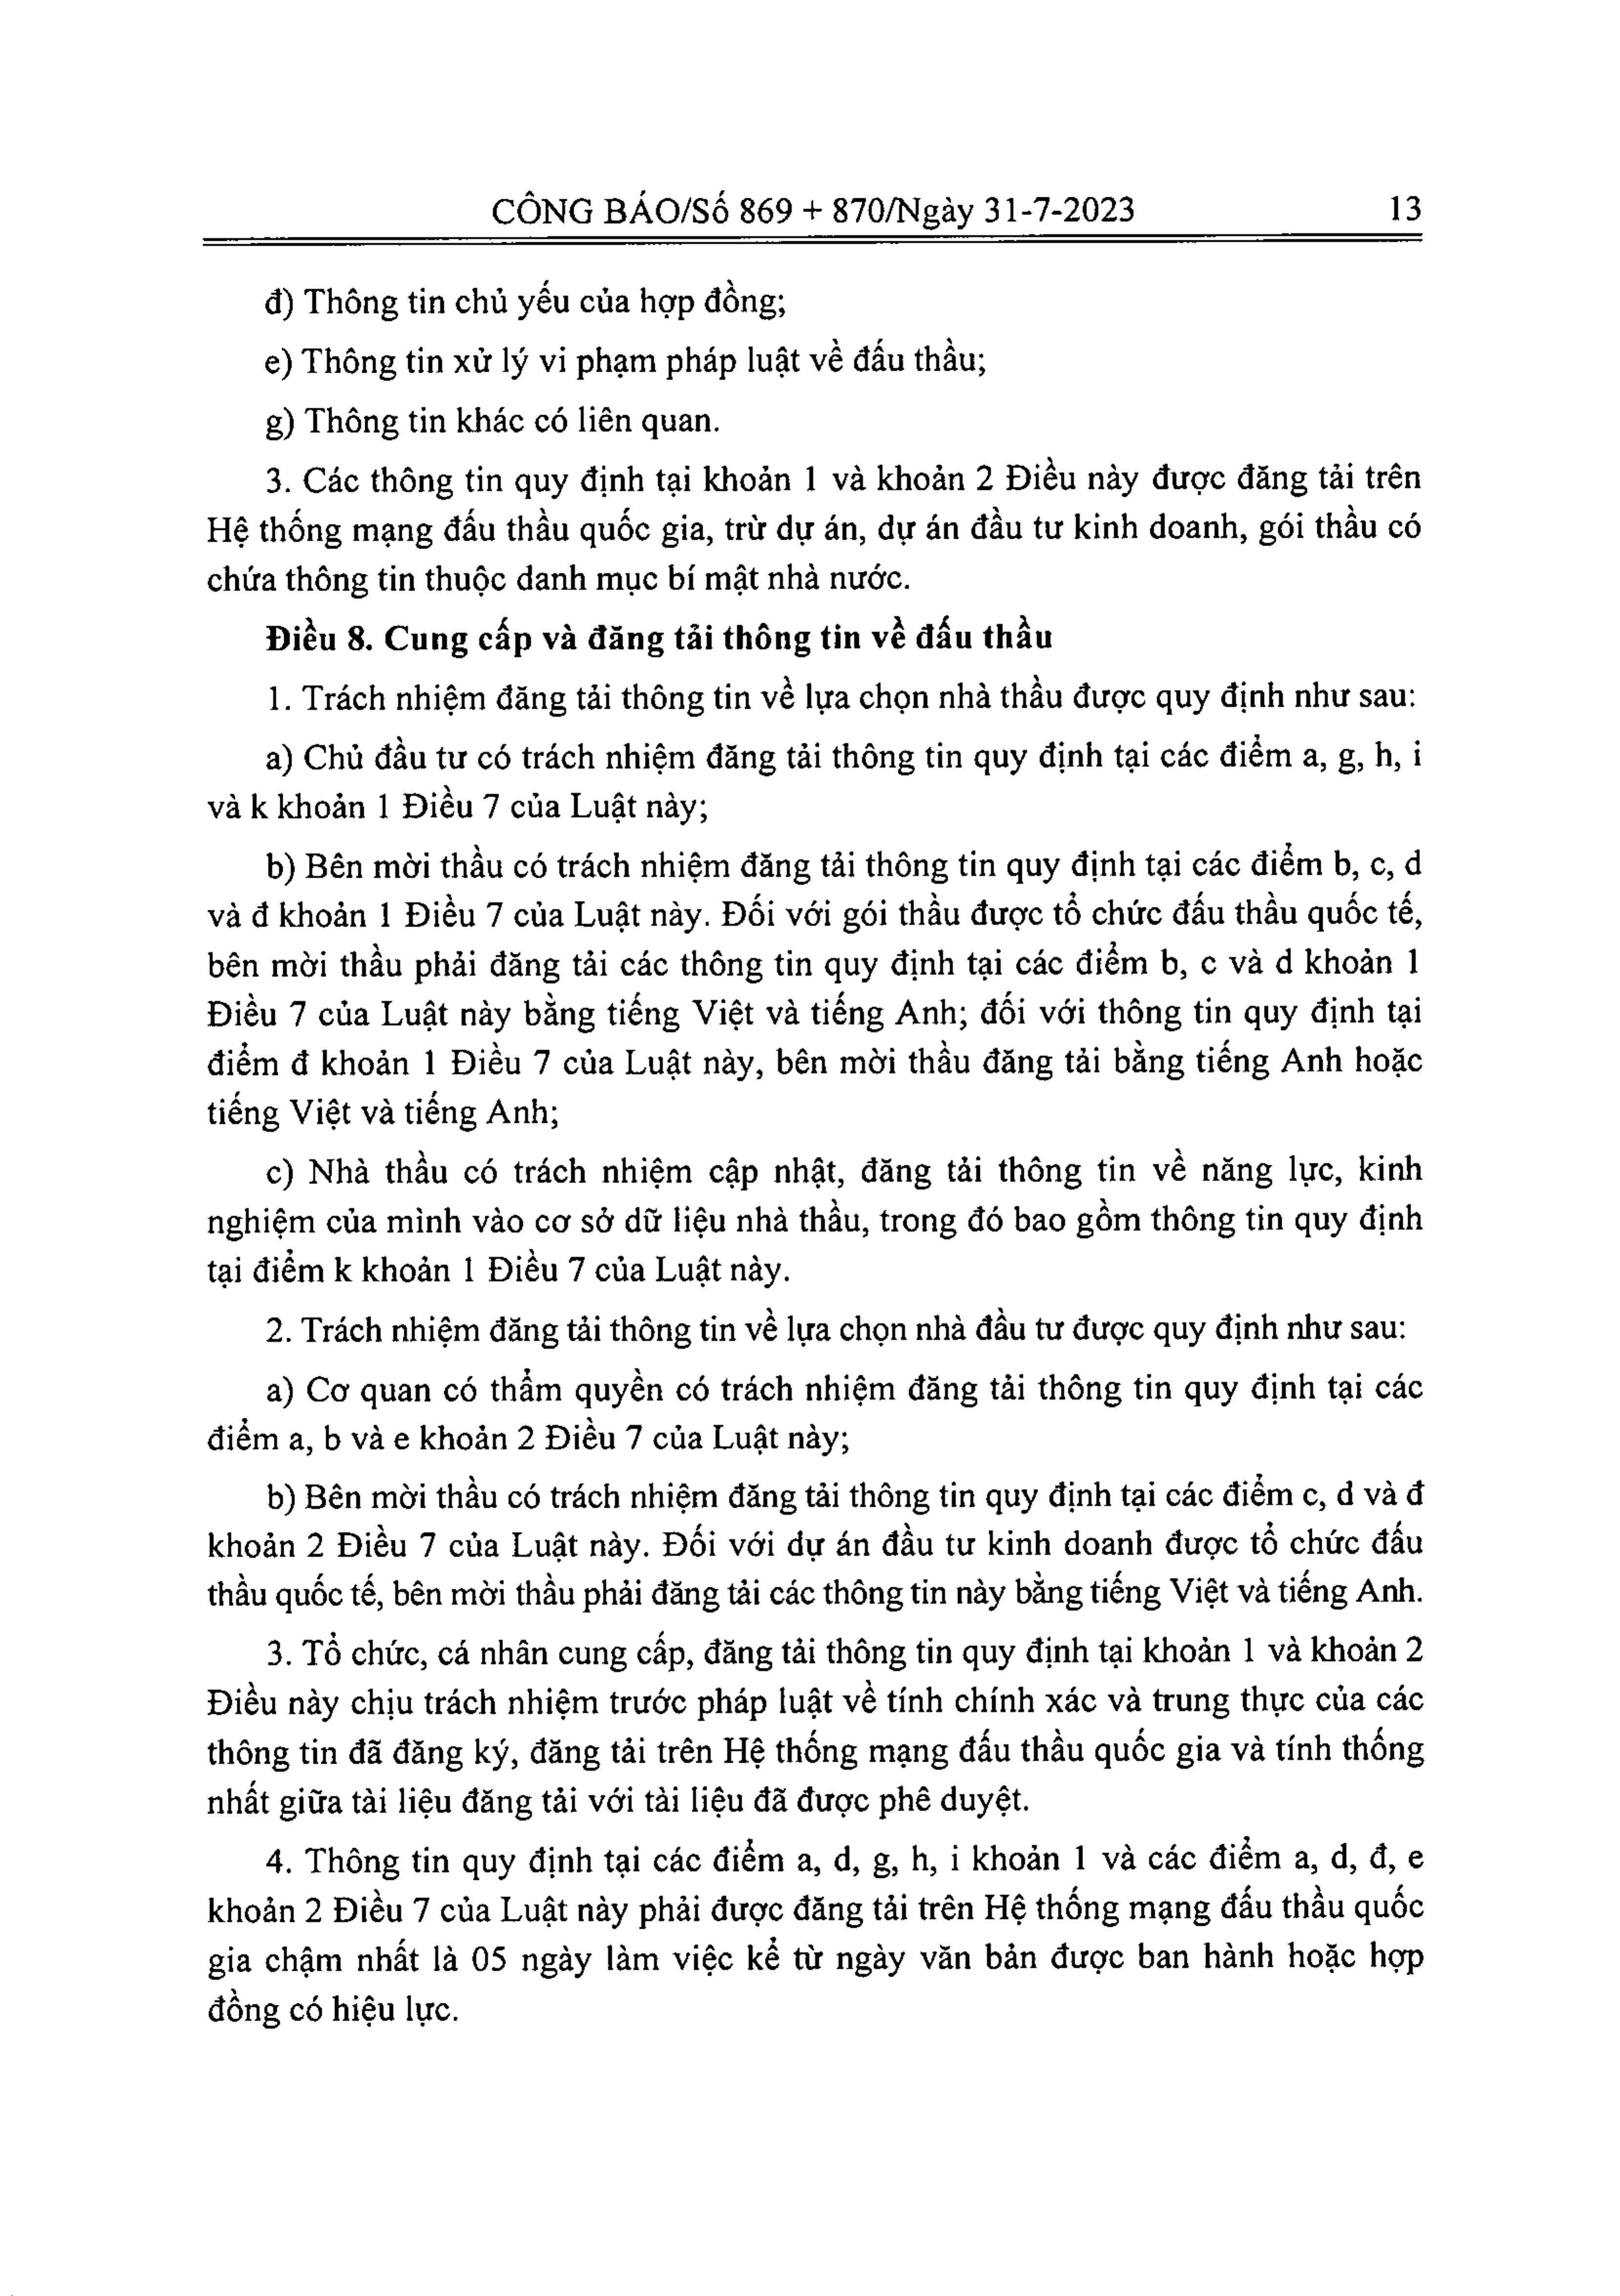 CÔNG BÁO/Số 869 + 870/Ngày 31-7-2023 13
đ) Thông tin chủ yếu của hợp đồng;
e) Thông tin xử lý vi phạm pháp luật về đấu thầu;
g) Thông tin khác có liên quan.
3. Các thông tin quy định tại khoản 1 và khoản 2 Điều này được đăng tải trên
Hệ thống mạng đấu thầu quốc gia, trừ dự án, dự án đầu tư kinh doanh, gói thầu có
chứa thông tin thuộc danh mục bí mật nhà nước.
Điều 8. Cung cấp và đăng tải thông tin về đấu thầu
1. Trách nhiệm đăng tải thông tin về lựa chọn nhà thầu được quy định như sau:
a) Chủ đầu tư có trách nhiệm đăng tải thông tin quy định tại các điểm a, g, h, i
và k khoản 1 Điều 7 của Luật này;
b) Bên mời thầu có trách nhiệm đăng tải thông tin quy định tại các điểm b, c, d
và đ khoản 1 Điều 7 của Luật này. Đối với gói thầu được tổ chức đấu thầu quốc tế,
bên mời thầu phải đăng tải các thông tin quy định tại các điểm b, c và d khoản 1
Điều 7 của Luật này bằng tiếng Việt và tiếng Anh; đối với thông tin quy định tại
điểm đ khoản 1 Điều 7 của Luật này, bên mời thầu đăng tải bằng tiếng Anh hoặc
tiếng Việt và tiếng Anh;
c) Nhà thầu có trách nhiệm cập nhật, đăng tải thông tin về năng lực, kinh
nghiệm của mình vào cơ sở dữ liệu nhà thầu, trong đó bao gồm thông tin quy định
tại điểm k khoản 1 Điều 7 của Luật này.
2. Trách nhiệm đăng tải thông tin về lựa chọn nhà đầu tư được quy định như sau:
a) Cơ quan có thẩm quyền có trách nhiệm đăng tải thông tin quy định tại các
điểm a, b và e khoản 2 Điều 7 của Luật này;
b) Bên mời thầu có trách nhiệm đăng tải thông tin quy định tại các điểm c, d và đ
khoản 2 Điều 7 của Luật này. Đối với dự án đầu tư kinh doanh được tổ chức đấu
thầu quốc tế, bên mời thầu phải đăng tải các thông tin này bằng tiếng Việt và tiếng Anh.
3. Tổ chức, cá nhân cung cấp, đăng tải thông tin quy định tại khoản 1 và khoản 2
Điều này chịu trách nhiệm trước pháp luật về tính chính xác và trung thực của các
thông tin đã đăng ký, đăng tải trên Hệ thống mạng đấu thầu quốc gia và tính thống
nhất giữa tài liệu đăng tải với tài liệu đã được phê duyệt.
4. Thông tin quy định tại các điểm a, d, g, h, i khoản 1 và các điểm a, d, đ, e
khoản 2 Điều 7 của Luật này phải được đăng tải trên Hệ thống mạng đấu thầu quốc
gia chậm nhất là 05 ngày làm việc kể từ ngày văn bản được ban hành hoặc hợp
đồng có hiệu lực.